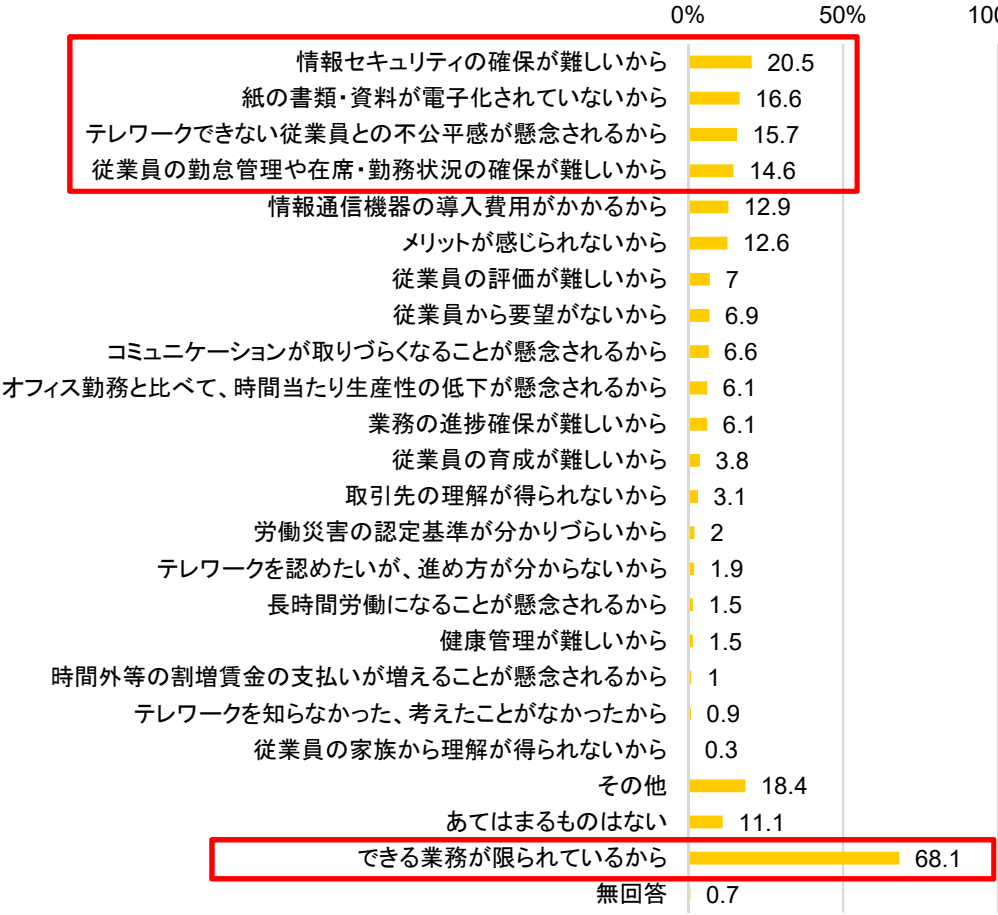 0% 50% 100
情報セキュリティの確保が難しいから 20.5
紙の書類・資料が電子化されていないから 16.6
テレワークできない従業員との不公平感が懸念されるから 15.7
従業員の勤怠管理や在席・勤務状況の確保が難しいから 14.6
情報通信機器の導入費用がかかるから 12.9
メリットが感じられないから 12.6
従業員の評価が難しいから 7
従業員から要望がないから 6.9
コミュニケーションが取りづらくなることが懸念されるから 6.6
オフィス勤務と比べて、時間当たり生産性の低下が懸念されるから 6.1
業務の進捗確保が難しいから 6.1
従業員の育成が難しいから 3.8
取引先の理解が得られないから 3.1
労働災害の認定基準が分かりづらいから 2
テレワークを認めたいが、進め方が分からないから 1.9
長時間労働になることが懸念されるから 1.5
健康管理が難しいから 1.5
時間外等の割増賃金の支払いが増えることが懸念されるから 1
テレワークを知らなかった、考えたことがなかったから 0.9
従業員の家族から理解が得られないから 0.3
その他 18.4
あてはまるものはない 11.1
できる業務が限られているから 68.1
無回答 0.7